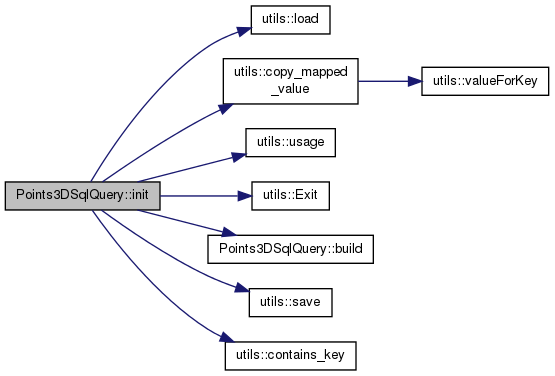 utils::load
utils::copy_mapped
_value
utils::valueForKey
utils::usage
Points3DSqlQuery::init
utils::Exit
Points3DSqlQuery::build
utils::save
utils::contains_key